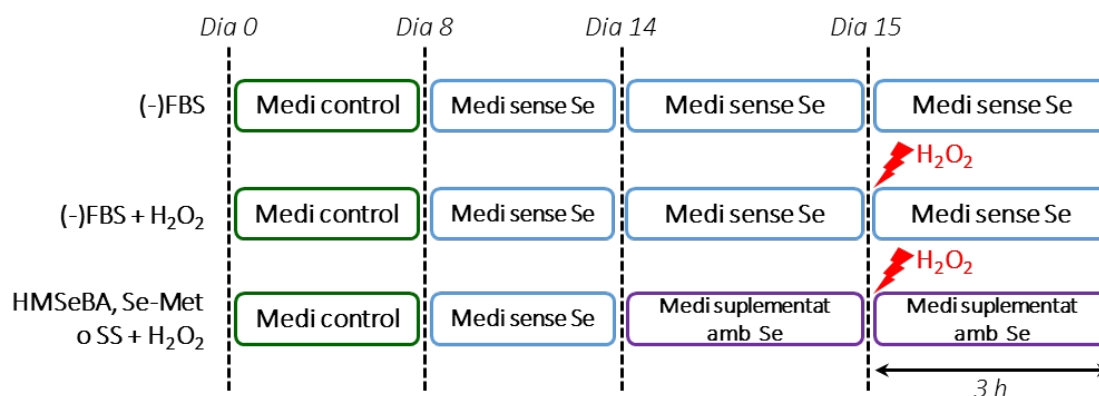 Dia 0 Dia 8 Dia 14 Dia 15
(-)FBS Medi control Medi sense Se Medi sense Se Medi sense Se
H₂O₂
(-)FBS + H₂O₂ Medi control Medi sense Se Medi sense Se Medi sense Se
H₂O₂
HMSeBA, Se-Met
o SS + H₂O₂
Medi control Medi sense Se
Medi suplementat
amb Se
Medi suplementat
amb Se
3 h